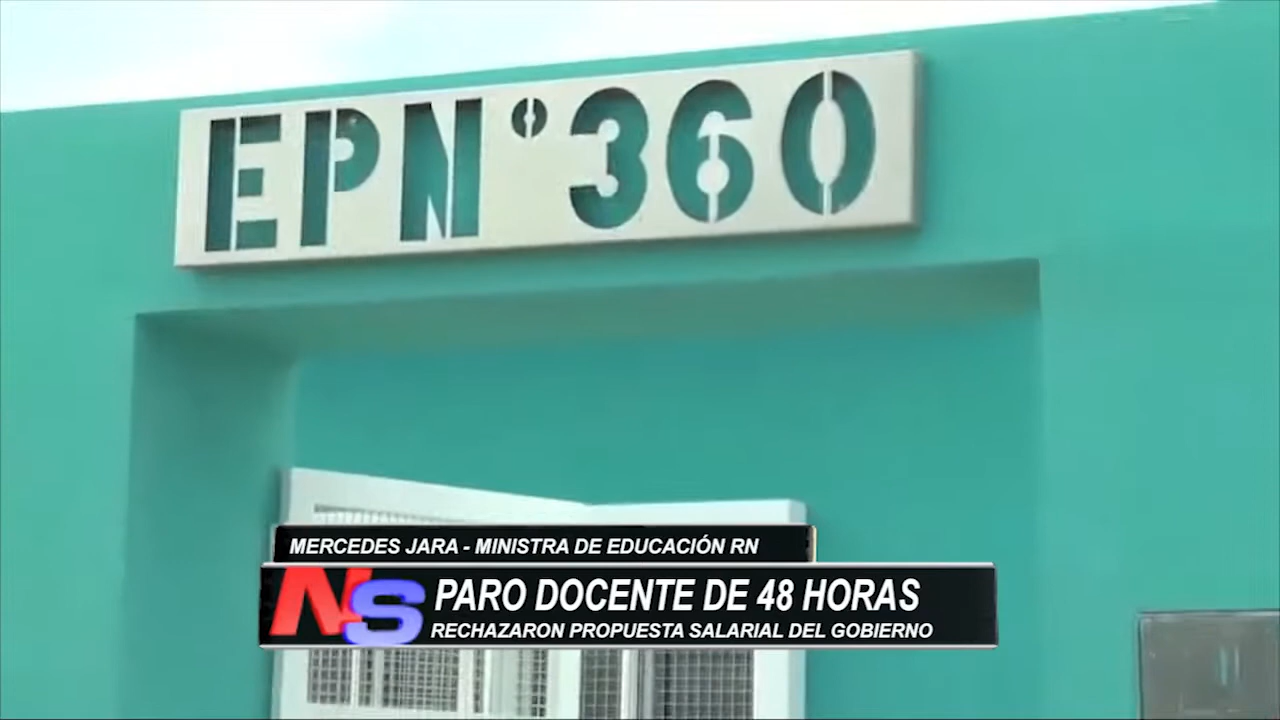 EPN°360
MERCEDES JARA - MINISTRA DE EDUCACIÓN RN
NS
PARO DOCENTE DE 48 HORAS
RECHAZARON PROPUESTA SALARIAL DEL GOBIERNO